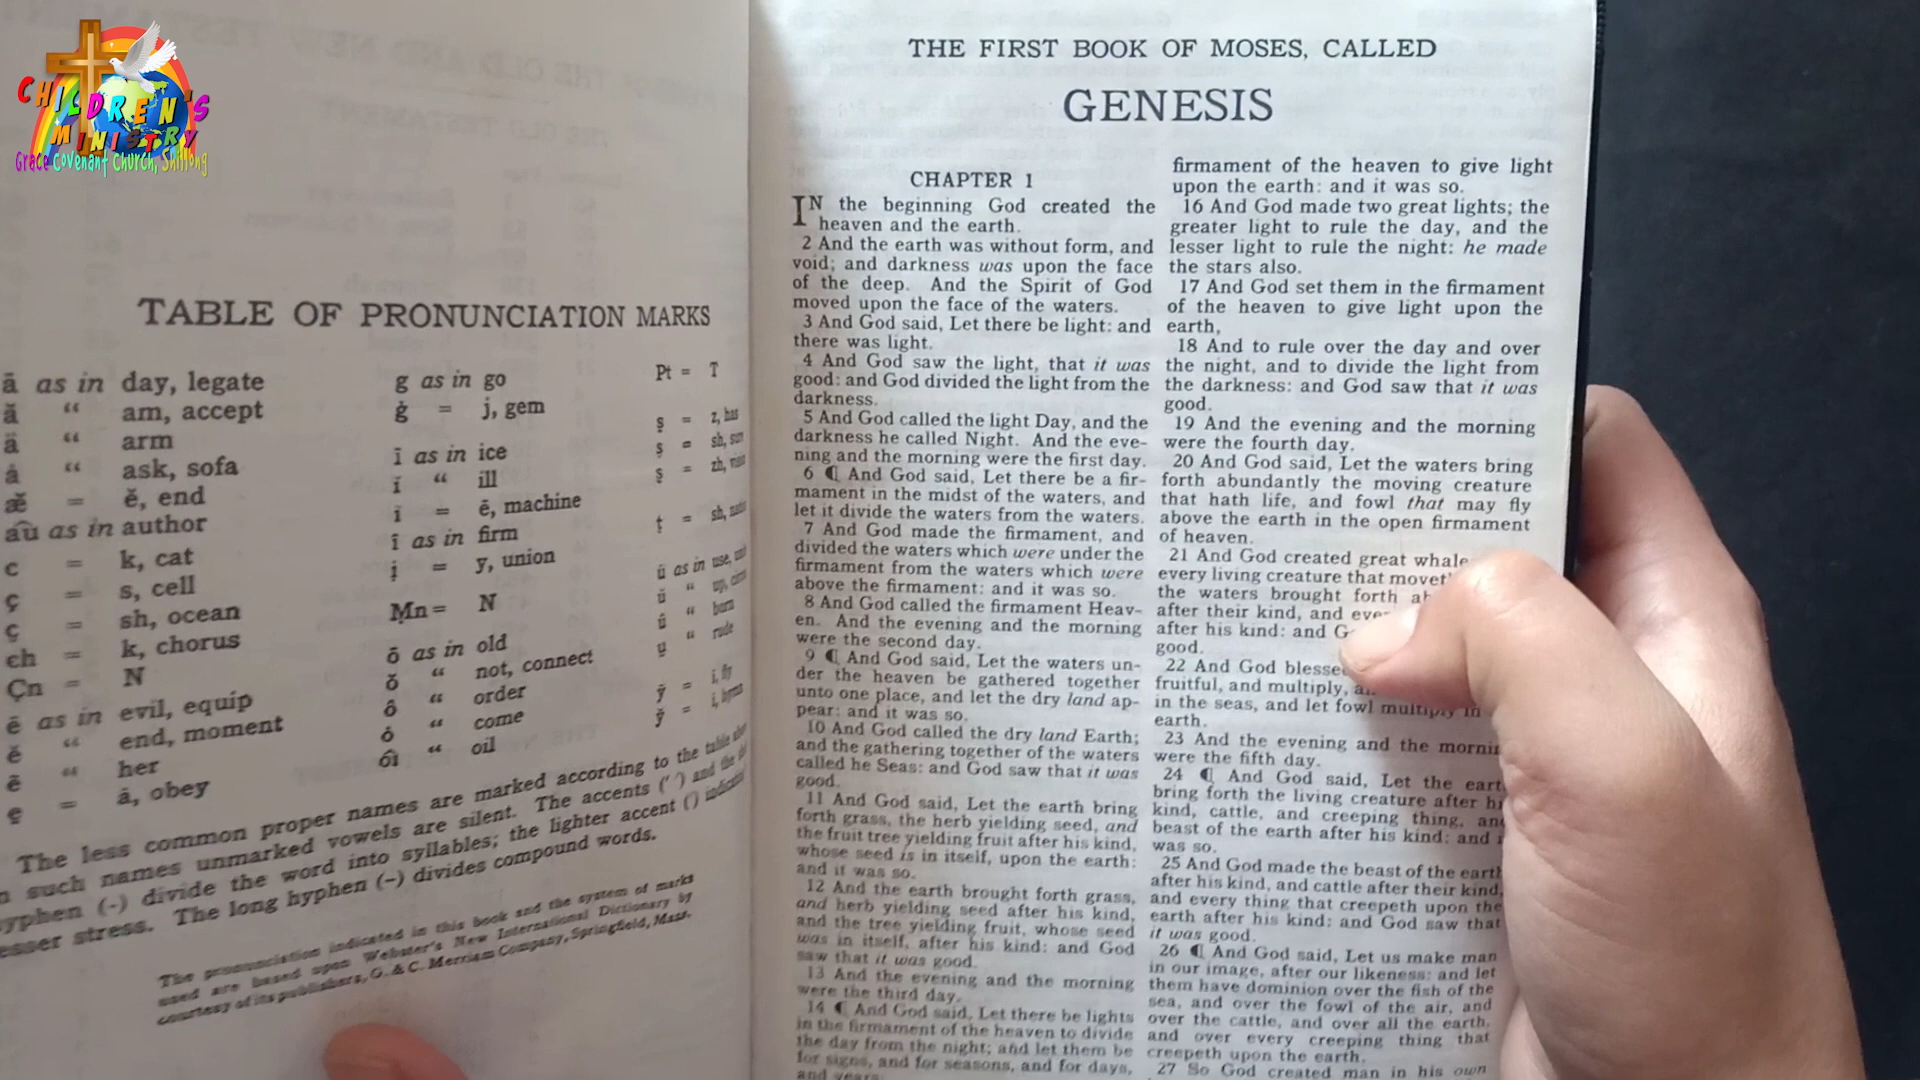 CHILDREN'S
MINISTRY
Grace Covenant Church, Shillong
TABLE OF PRONUNCIATION MARKS
ā as in day, legate
ă “ am, accept
ä “ arm
ȧ “ ask, sofa
æ̆ = ĕ, end
au̇ as in author
c = k, cat
ç = s, cell
= sh, ocean
ch = k, chorus
Çn = N
ē as in evil, equip
ĕ “ end, moment
ẽ “ her
ȩ = ā, obey
g as in go
ġ = j, gem
ī as in ice
ĭ “ ill
ï = ē, machine
î as in firm
= y, union
Mn = N
ō as in old
ŏ “ not, connect
ô “ order
ȯ “ come
oi “ oil
Pt = T
ş = z, has
= sh,
= zh,
ţ = sh,
ū as in use,
ŭ “ up,
û “ burn
“ rude
ȳ = ī, fly
y̆ = ĭ, hymn
The less common proper names are marked according to the table
such names unmarked vowels are silent. The accents (′ ′) and the
(-) divide the word into syllables; the lighter accent () indicates
stress. The long hyphen (–) divides compound words.
The pronunciation indicated in this book and the system of marks
used are based upon Webster's New International Dictionary by
courtesy of its publishers, G. & C. Merriam Company, Springfield, Mass.
THE FIRST BOOK OF MOSES, CALLED
GENESIS
CHAPTER 1
IN the beginning God created the
heaven and the earth.
2 And the earth was without form, and
void; and darkness was upon the face
of the deep. And the Spirit of God
moved upon the face of the waters.
3 And God said, Let there be light: and
there was light.
4 And God saw the light, that it was
good: and God divided the light from the
darkness.
5 And God called the light Day, and the
darkness he called Night. And the eve-
ning and the morning were the first day.
6 ¶ And God said, Let there be a fir-
mament in the midst of the waters, and
let it divide the waters from the waters.
7 And God made the firmament, and
divided the waters which were under the
firmament from the waters which were
above the firmament: and it was so.
8 And God called the firmament Heav-
en. And the evening and the morning
were the second day.
9 ¶ And God said, Let the waters un-
der the heaven be gathered together
unto one place, and let the dry land ap-
pear: and it was so.
10 And God called the dry land Earth;
and the gathering together of the waters
called he Seas: and God saw that it was
good.
11 And God said, Let the earth bring
forth grass, the herb yielding seed, and
the fruit tree yielding fruit after his kind,
whose seed is in itself, upon the earth:
and it was so.
12 And the earth brought forth grass,
and herb yielding seed after his kind,
and the tree yielding fruit, whose seed
was in itself, after his kind: and God
saw that it was good.
13 And the evening and the morning
were the third day.
14 ¶ And God said, Let there be lights
in the firmament of the heaven to divide
the day from the night; and let them be
for signs, and for seasons, and for days,
and years:
firmament of the heaven to give light
upon the earth: and it was so.
16 And God made two great lights; the
greater light to rule the day, and the
lesser light to rule the night: he made
the stars also.
17 And God set them in the firmament
of the heaven to give light upon the
earth,
18 And to rule over the day and over
the night, and to divide the light from
the darkness: and God saw that it was
good.
19 And the evening and the morning
were the fourth day.
20 And God said, Let the waters bring
forth abundantly the moving creature
that hath life, and fowl that may fly
above the earth in the open firmament
of heaven.
21 And God created great whale
every living creature that movet
the waters brought forth
after their kind, and
after his kind: and
good.
22 And God blesse
fruitful, and multiply,
in the seas, and let fowl multiply in
earth.
23 And the evening and the mornin
were the fifth day.
24 ¶ And God said, Let the eart
bring forth the living creature after
kind, cattle, and creeping thing, an
beast of the earth after his kind: and
was so.
25 And God made the beast of the earth
after his kind, and cattle after their kind,
and every thing that creepeth upon the
earth after his kind: and God saw that
it was good.
26 ¶ And God said, Let us make man
in our image, after our likeness: and let
them have dominion over the fish of the
sea, and over the fowl of the air, and
over the cattle, and over all the earth,
and over every creeping thing that
creepeth upon the earth.
27 So God created man in his own